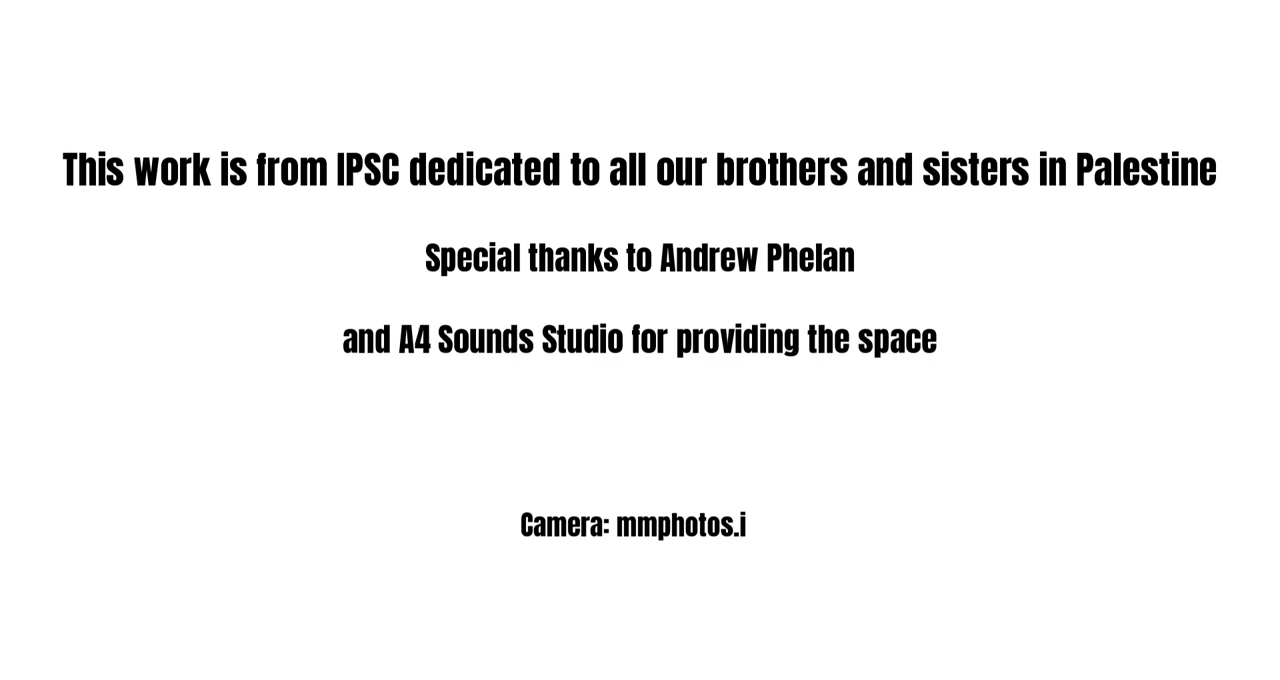 This work is from IPSC dedicated to all our brothers and sisters in Palestine
Special thanks to Andrew Phelan
and A4 Sounds Studio for providing the space
Camera: mmphotos.i